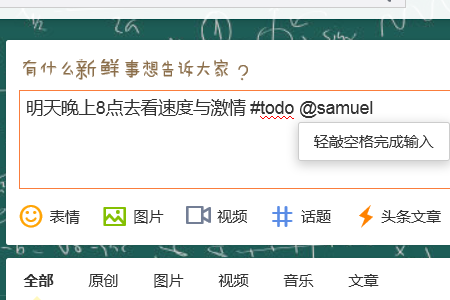 有什么新鲜事想告诉大家?
明天晚上8点去看速度与激情 #todo @samuel
轻敲空格完成输入
表情 图片 视频 话题 头条文章
全部 原创 图片 视频 音乐 文章